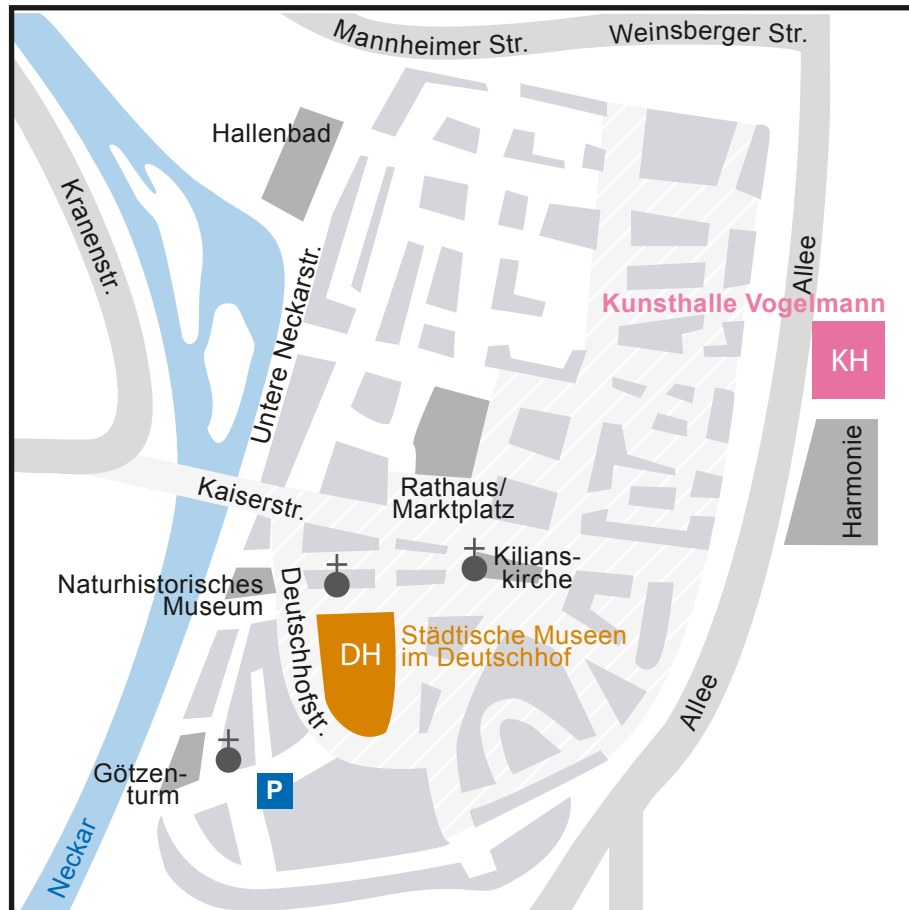 Mannheimer Str.
Weinsberger Str.
Hallenbad
Kranenstr.
Untere Neckarstr.
Allee
Kunsthalle Vogelmann
KH
Harmonie
Kaiserstr.
Rathaus/
Marktplatz
Kilians-
kirche
Naturhistorisches
Museum
Deutschhofstr.
DH
Städtische Museen
im Deutschhof
Allee
Götzen-
turm
P
Neckar